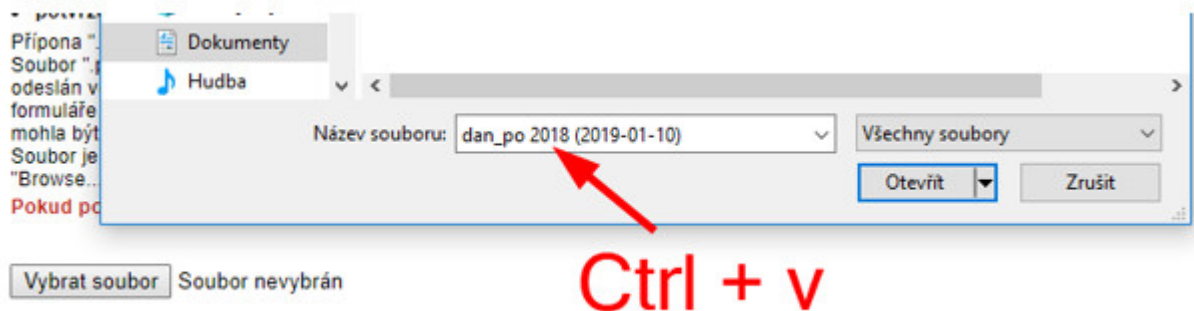 Přípona ".
Soubor ".p
odeslán v
formuláře
mohla být
Soubor je
"Browse...
Pokud po
Dokumenty
Hudba
Název souboru: dan_po 2018 (2019-01-10) Všechny soubory
Otevřít Zrušit
Vybrat soubor Soubor nevybrán
Ctrl + v